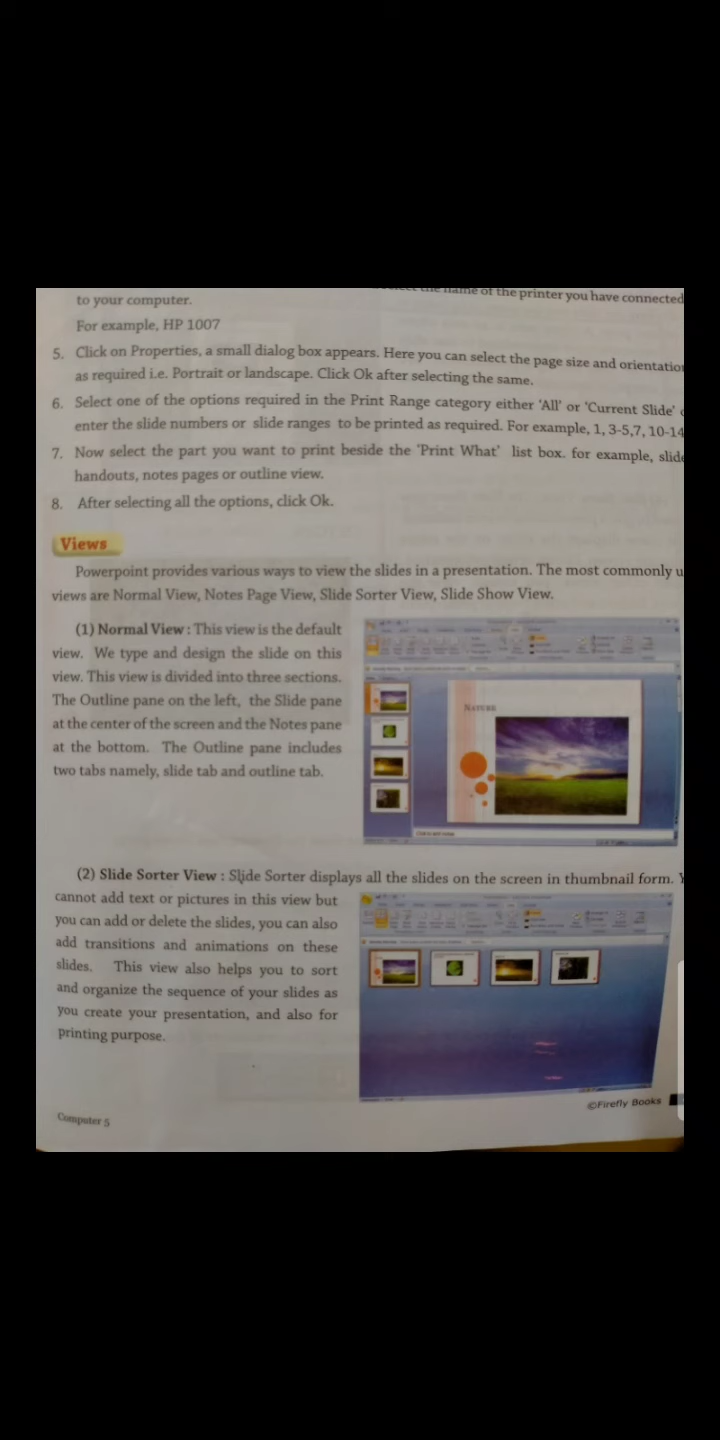 the name of the printer you have connected
to your computer.
For example, HP 1007
5. Click on Properties, a small dialog box appears. Here you can select the page size and orientation
as required i.e. Portrait or landscape. Click Ok after selecting the same.
6. Select one of the options required in the Print Range category either 'All' or 'Current Slide'
enter the slide numbers or slide ranges to be printed as required. For example, 1, 3-5,7, 10-14
7. Now select the part you want to print beside the 'Print What' list box. for example, slide
handouts, notes pages or outline view.
8. After selecting all the options, click Ok.
Views
Powerpoint provides various ways to view the slides in a presentation. The most commonly u
views are Normal View, Notes Page View, Slide Sorter View, Slide Show View.
(1) Normal View : This view is the default
view. We type and design the slide on this
view. This view is divided into three sections.
The Outline pane on the left, the Slide pane
at the center of the screen and the Notes pane
at the bottom. The Outline pane includes
two tabs namely, slide tab and outline tab.
NATURE
Click to add notes
(2) Slide Sorter View : Slide Sorter displays all the slides on the screen in thumbnail form. Y
cannot add text or pictures in this view but
you can add or delete the slides, you can also
add transitions and animations on these
slides. This view also helps you to sort
and organize the sequence of your slides as
you create your presentation, and also for
printing purpose.
©Firefly Books
Computer 5